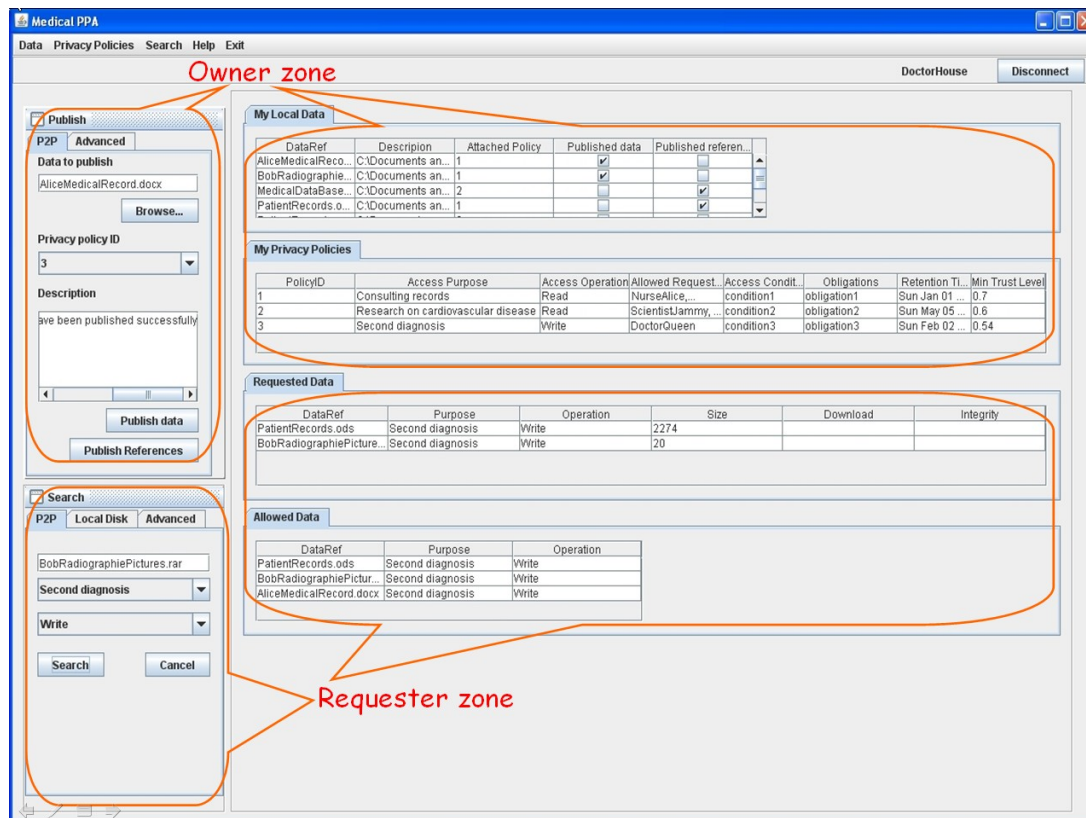 Medical PPA
Data Privacy Policies Search Help Exit
DoctorHouse Disconnect
Owner zone
Publish
P2P Advanced
Data to publish
AliceMedicalRecord.docx
Browse...
Privacy policy ID
3
Description
ave been published successfully
Publish data
Publish References
My Local Data
DataRef Descripion Attached Policy Published data Published referen...
AliceMedicalReco... C:\Documents an... 1
BobRadiographie... C:\Documents an... 1
MedicalDataBase... C:\Documents an... 2
PatientRecords.o... C:\Documents an... 1
My Privacy Policies
PolicyID Access Purpose Access Operation Allowed Request... Access Condit... Obligations Retention Ti... Min Trust Level
1 Consulting records Read NurseAlice,... condition1 obligation1 Sun Jan 01 ... 0.7
2 Research on cardiovascular disease Read ScientistJammy, ... condition2 obligation2 Sun May 05 ... 0.6
3 Second diagnosis Write DoctorQueen condition3 obligation3 Sun Feb 02 ... 0.54
Requested Data
DataRef Purpose Operation Size Download Integrity
PatientRecords.ods Second diagnosis Write 2274
BobRadiographiePicture... Second diagnosis Write 20
Search
P2P Local Disk Advanced
BobRadiographiePictures.rar
Second diagnosis
Write
Search Cancel
Allowed Data
DataRef Purpose Operation
PatientRecords.ods Second diagnosis Write
BobRadiographiePictur... Second diagnosis Write
AliceMedicalRecord.docx Second diagnosis Write
Requester zone